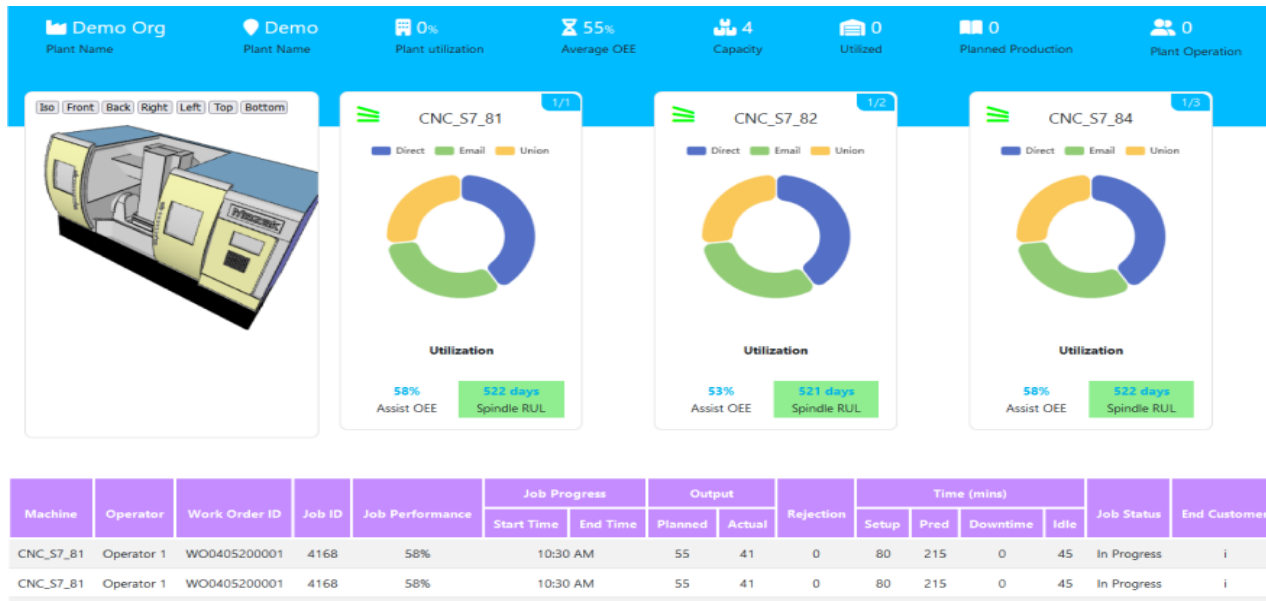 Demo Org Demo 0% 55% 4 0 0 0
Plant Name Plant Name Plant utilization Average OEE Capacity Utilized Planned Production Plant Operation
Iso Front Back Right Left Top Bottom
1/1
CNC_S7_81
Direct Email Union
Utilization
58% 522 days
Assist OEE Spindle RUL
1/2
CNC_S7_82
Direct Email Union
Utilization
53% 521 days
Assist OEE Spindle RUL
1/3
CNC_S7_84
Direct Email Union
Utilization
58% 522 days
Assist OEE Spindle RUL
Job Progress Output Time (mins)
Machine Operator Work Order ID Job ID Job Performance Rejection Job Status End Customer
Start Time End Time Planned Actual Setup Pred Downtime Idle
CNC_S7_81 Operator 1 WO0405200001 4168 58% 10:30 AM 55 41 0 80 215 0 45 In Progress i
CNC_S7_81 Operator 1 WO0405200001 4168 58% 10:30 AM 55 41 0 80 215 0 45 In Progress i